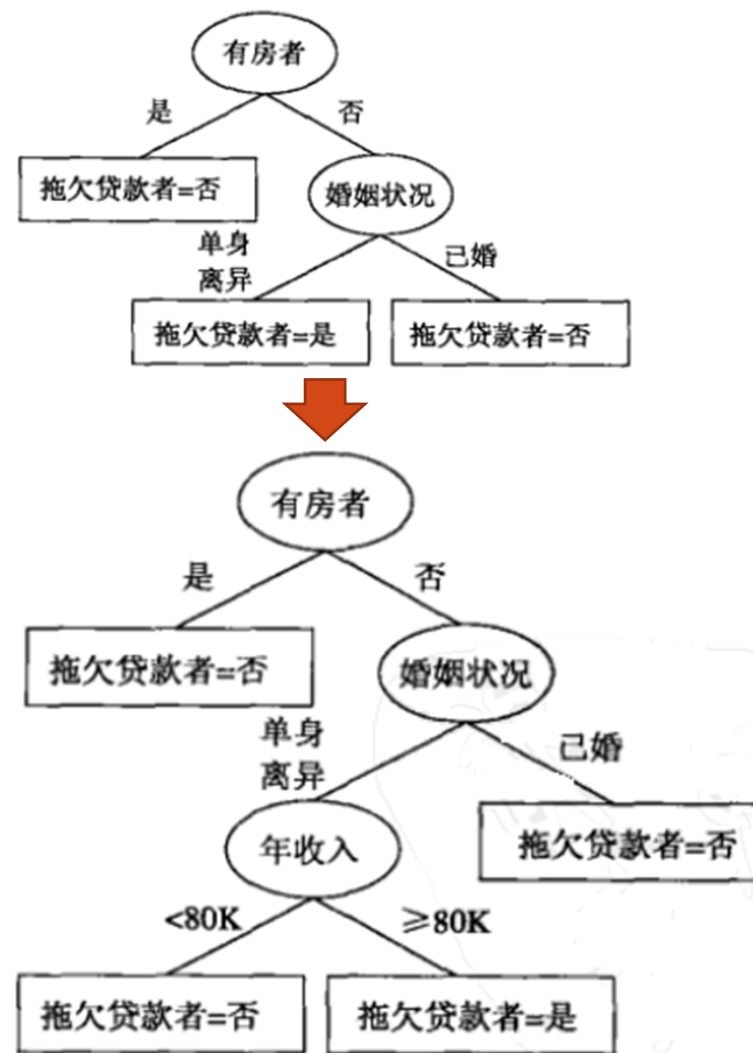 有房者
是
否
拖欠贷款者=否
婚姻状况
单身
离异
已婚
拖欠贷款者=是
拖欠贷款者=否
有房者
是
否
拖欠贷款者=否
婚姻状况
单身
离异
已婚
年收入
拖欠贷款者=否
<80K
≥80K
拖欠贷款者=否
拖欠贷款者=是